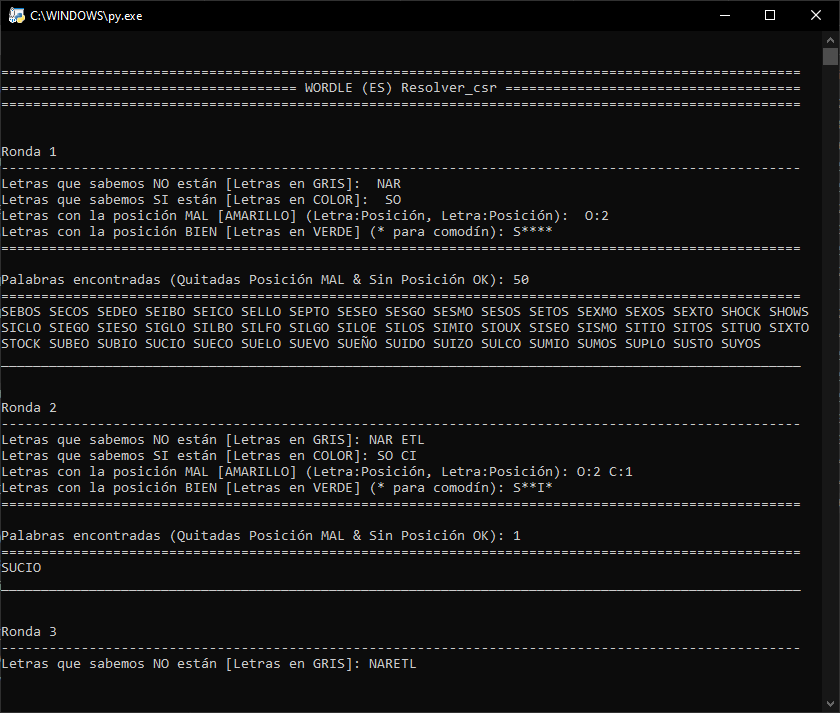 C:\WINDOWS\py.exe
====================================================================================================
===================================== WORDLE (ES) Resolver_csr =====================================
====================================================================================================
Ronda 1
----------------------------------------------------------------------------------------------------
Letras que sabemos NO están [Letras en GRIS]:  NAR
Letras que sabemos SI están [Letras en COLOR]:  SO
Letras con la posición MAL [AMARILLO] (Letra:Posición, Letra:Posición):  O:2
Letras con la posición BIEN [Letras en VERDE] (* para comodín): S****
====================================================================================================
Palabras encontradas (Quitadas Posición MAL & Sin Posición OK): 50
====================================================================================================
SEBOS SECOS SEDEO SEIBO SEICO SELLO SEPTO SESEO SESGO SESMO SESOS SETOS SEXMO SEXOS SEXTO SHOCK SHOWS
SICLO SIEGO SIESO SIGLO SILBO SILFO SILGO SILOE SILOS SIMIO SIOUX SISEO SISMO SITIO SITOS SITUO SIXTO
STOCK SUBEO SUBIO SUCIO SUECO SUELO SUEVO SUEÑO SUIDO SUIZO SULCO SUMIO SUMOS SUPLO SUSTO SUYOS
____________________________________________________________________________________________________
Ronda 2
----------------------------------------------------------------------------------------------------
Letras que sabemos NO están [Letras en GRIS]: NAR ETL
Letras que sabemos SI están [Letras en COLOR]: SO CI
Letras con la posición MAL [AMARILLO] (Letra:Posición, Letra:Posición): O:2 C:1
Letras con la posición BIEN [Letras en VERDE] (* para comodín): S**I*
====================================================================================================
Palabras encontradas (Quitadas Posición MAL & Sin Posición OK): 1
====================================================================================================
SUCIO
____________________________________________________________________________________________________
Ronda 3
----------------------------------------------------------------------------------------------------
Letras que sabemos NO están [Letras en GRIS]: NARETL